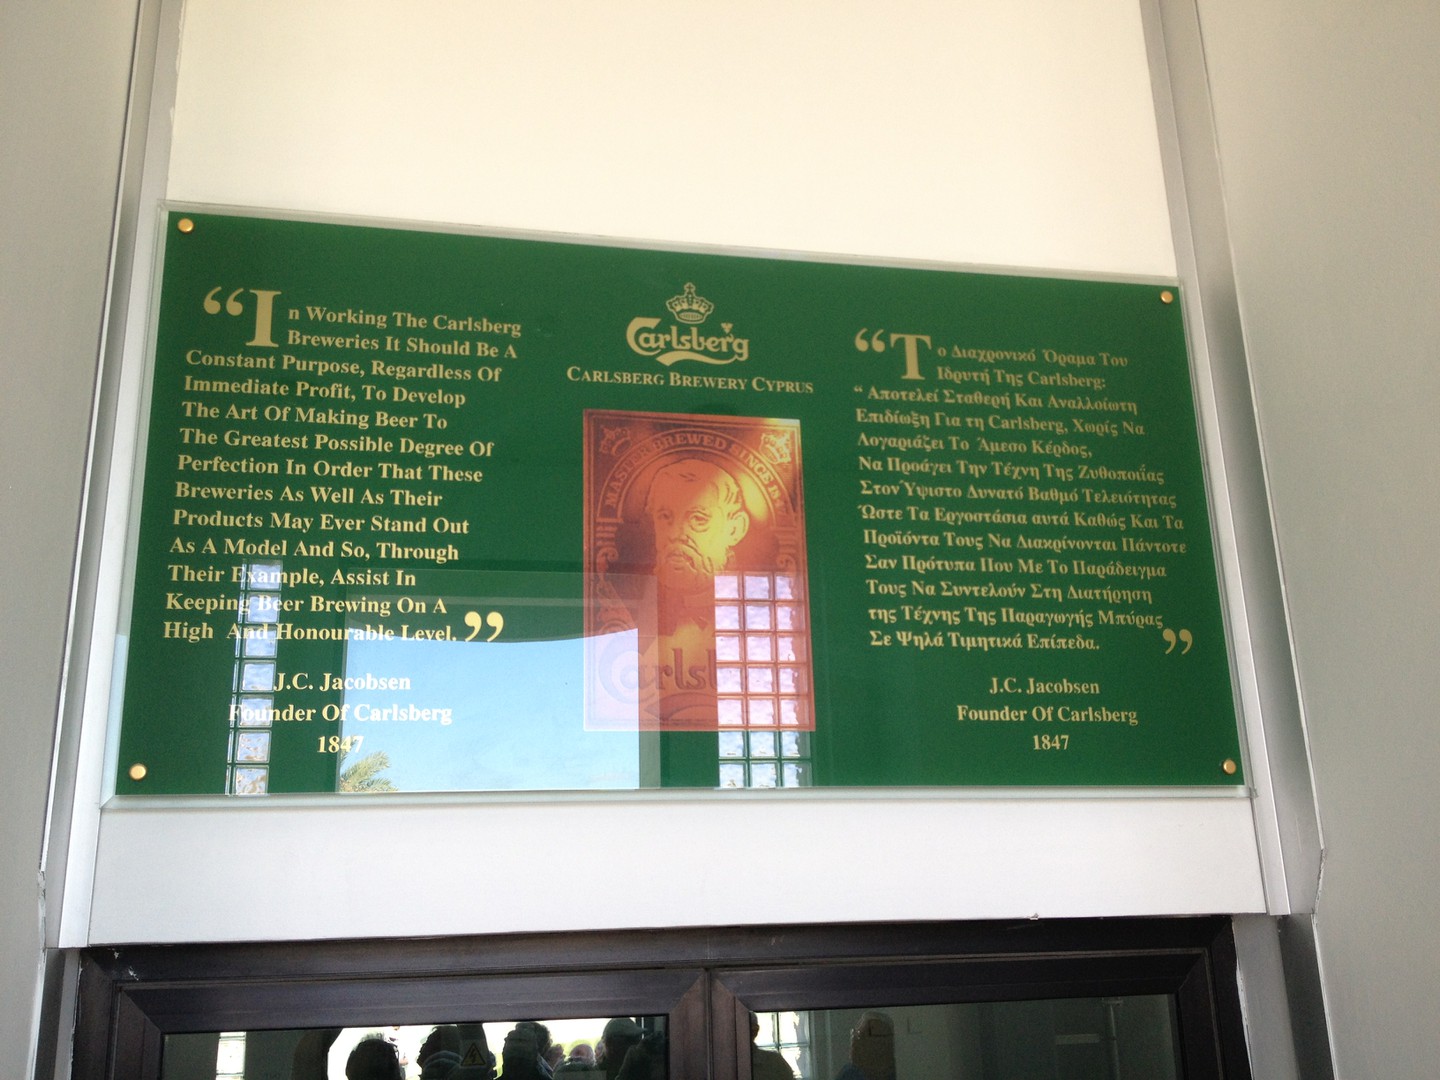 “In Working The Carlsberg
Breweries It Should Be A
Constant Purpose, Regardless Of
Immediate Profit, To Develop
The Art Of Making Beer To
The Greatest Possible Degree Of
Perfection In Order That These
Breweries As Well As Their
Products May Ever Stand Out
As A Model And So, Through
Their Example, Assist In
Keeping Beer Brewing On A
High And Honourable Level.”
J.C. Jacobsen
Founder Of Carlsberg
1847
Carlsberg
CARLSBERG BREWERY CYPRUS
MASTER BREWED SINCE
Carlsb
“Το Διαχρονικό Όραμα Του
Ιδρυτή Της Carlsberg:
“ Αποτελεί Σταθερή Και Αναλλοίωτη
Επιδίωξη Για τη Carlsberg, Χωρίς Να
Λογαριάζει Το Άμεσο Κέρδος,
Να Προάγει Την Τέχνη Της Ζυθοποιΐας
Στον Ύψιστο Δυνατό Βαθμό Τελειότητας
Ώστε Τα Εργοστάσια αυτά Καθώς Και Τα
Προϊόντα Τους Να Διακρίνονται Πάντοτε
Σαν Πρότυπα Που Με Το Παράδειγμα
Τους Να Συντελούν Στη Διατήρηση
της Τέχνης Της Παραγωγής Μπύρας
Σε Ψηλά Τιμητικά Επίπεδα. ”
J.C. Jacobsen
Founder Of Carlsberg
1847